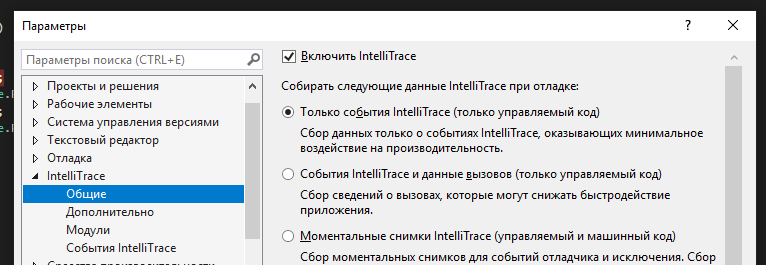 Параметры
? ×
Параметры поиска (CTRL+E)
Проекты и решения
Рабочие элементы
Система управления версиями
Текстовый редактор
Отладка
IntelliTrace
Общие
Дополнительно
Модули
События IntelliTrace
Включить IntelliTrace
Собирать следующие данные IntelliTrace при отладке:
Только события IntelliTrace (только управляемый код)
Сбор данных только о событиях IntelliTrace, оказывающих минимальное
воздействие на производительность.
События IntelliTrace и данные вызовов (только управляемый код)
Сбор сведений о вызовах, которые могут снижать быстродействие
приложения.
Моментальные снимки IntelliTrace (управляемый и машинный код)
Сбор моментальных снимков для событий отладчика и исключения. Сбор